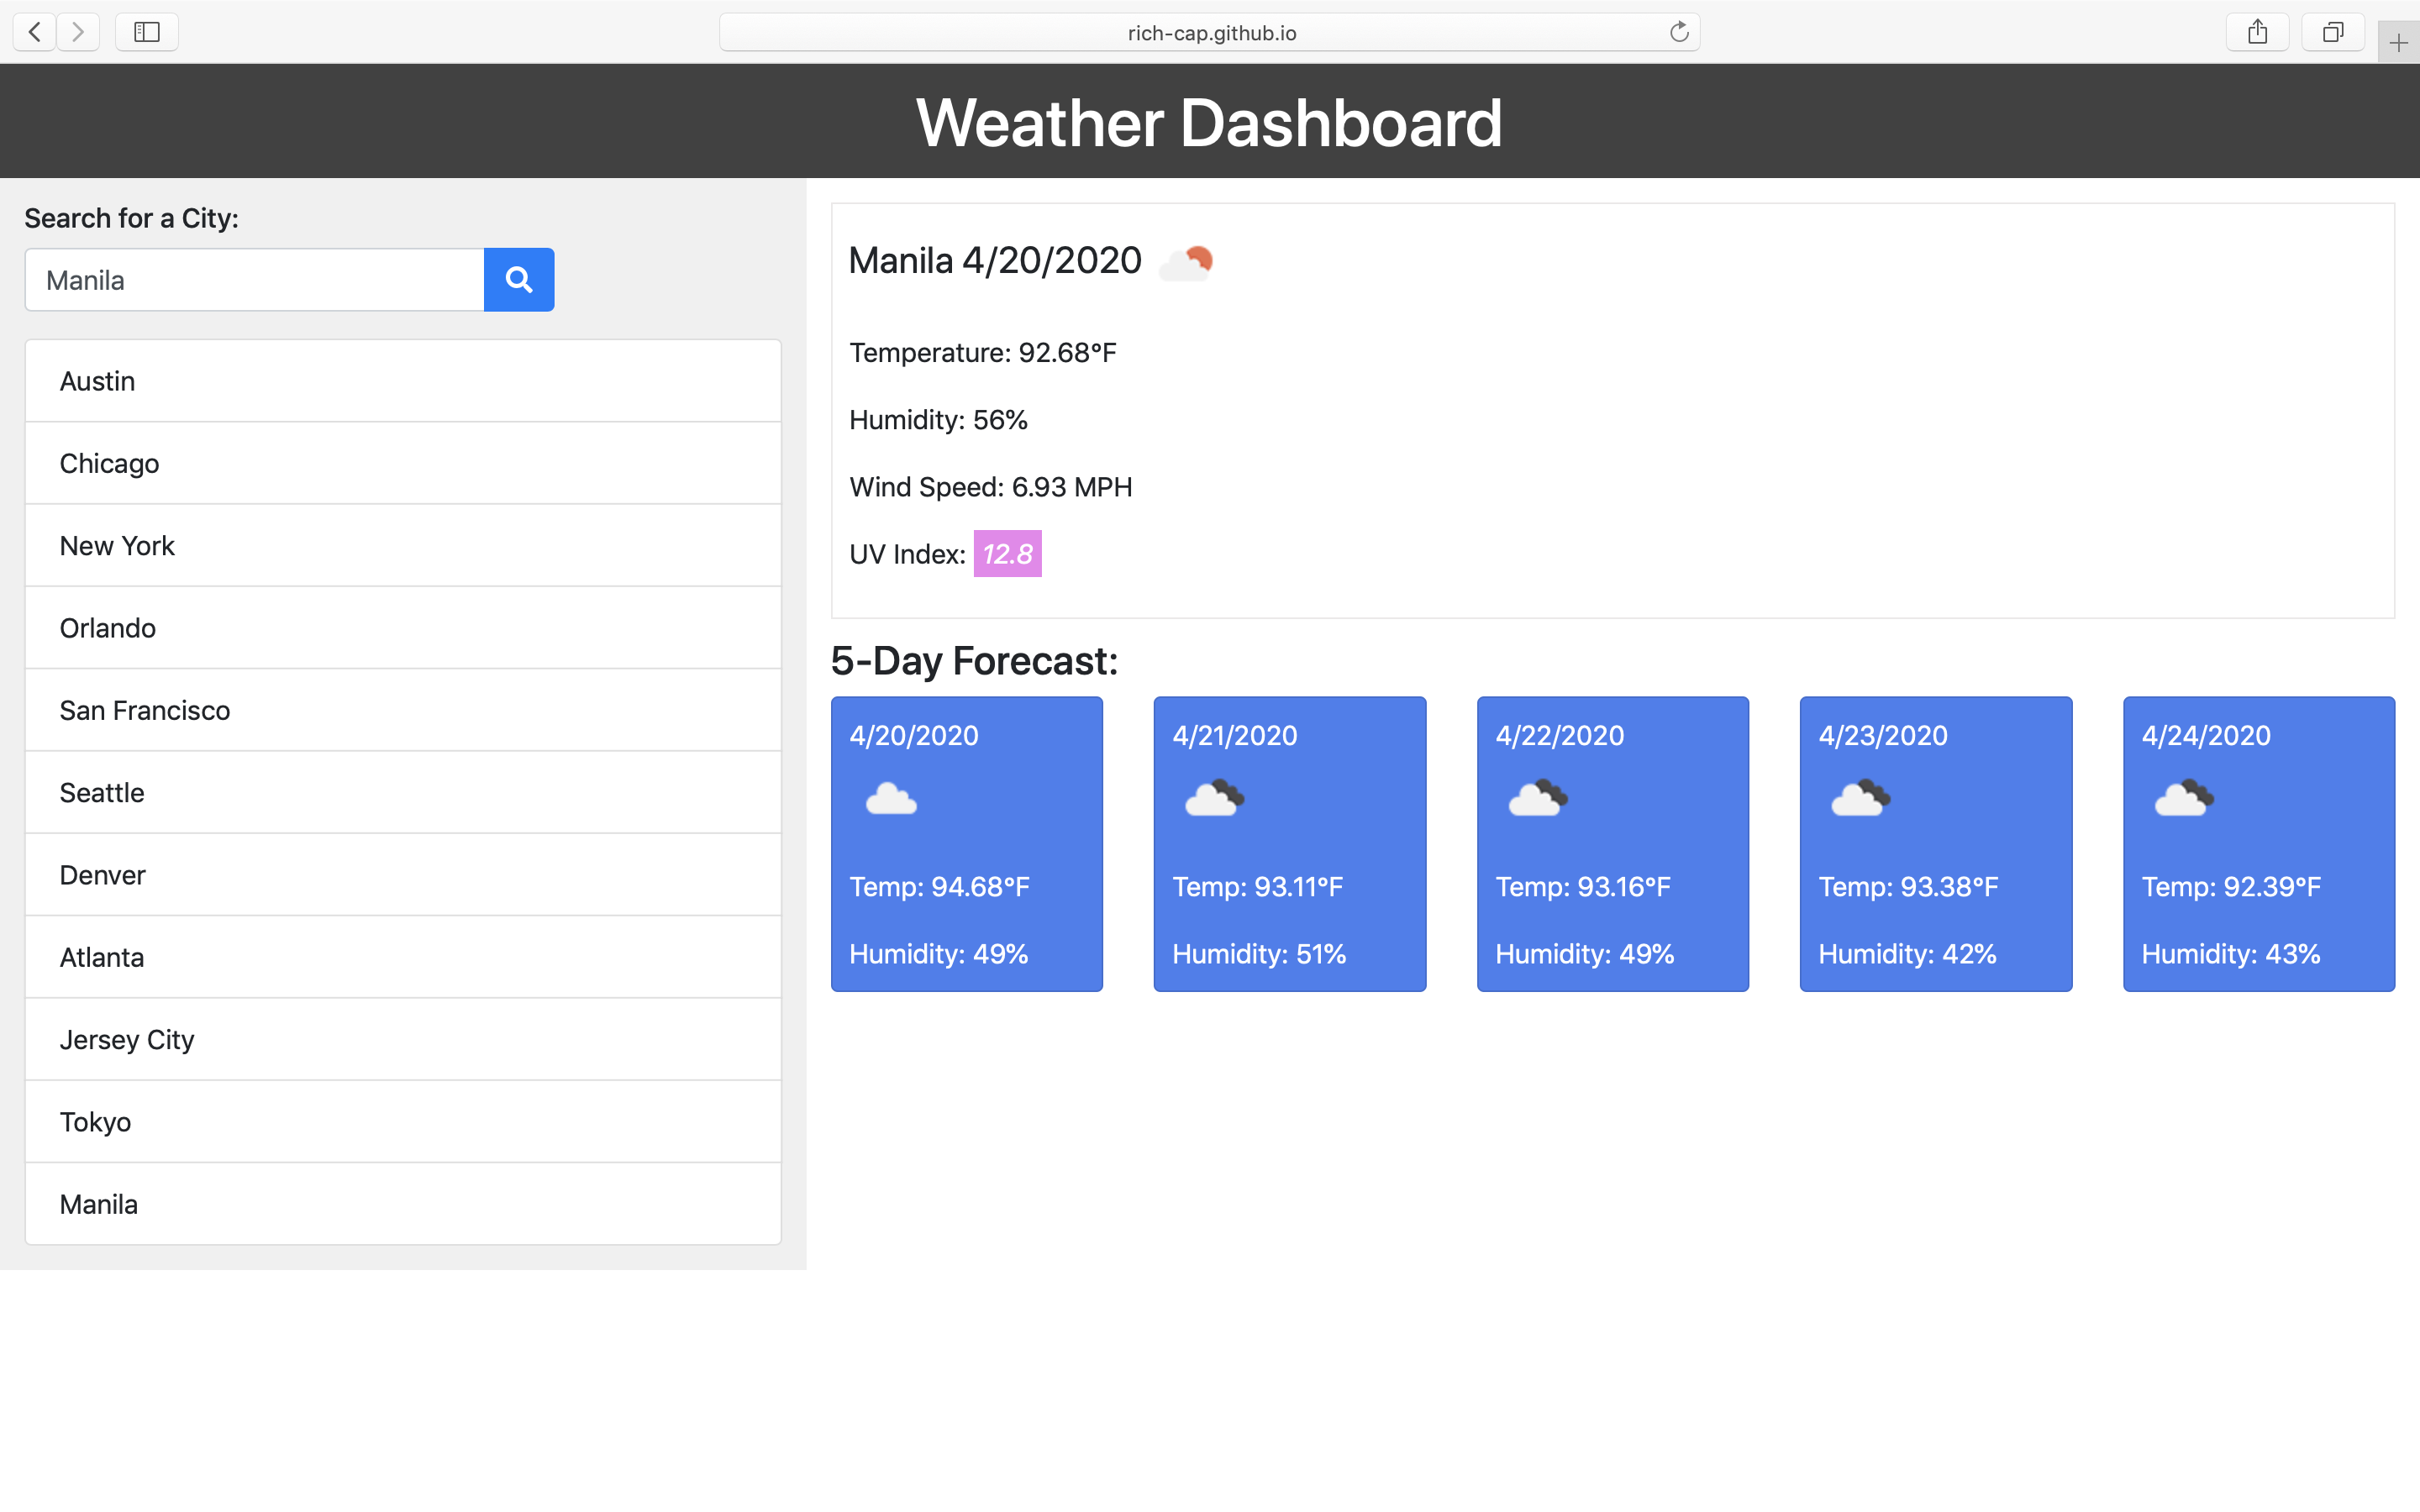 rich-cap.github.io
Weather Dashboard
Search for a City:
Manila
Austin
Chicago
New York
Orlando
San Francisco
Seattle
Denver
Atlanta
Jersey City
Tokyo
Manila
Manila 4/20/2020
Temperature: 92.68°F
Humidity: 56%
Wind Speed: 6.93 MPH
UV Index: 12.8
5-Day Forecast:
4/20/2020
Temp: 94.68°F
Humidity: 49%
4/21/2020
Temp: 93.11°F
Humidity: 51%
4/22/2020
Temp: 93.16°F
Humidity: 49%
4/23/2020
Temp: 93.38°F
Humidity: 42%
4/24/2020
Temp: 92.39°F
Humidity: 43%